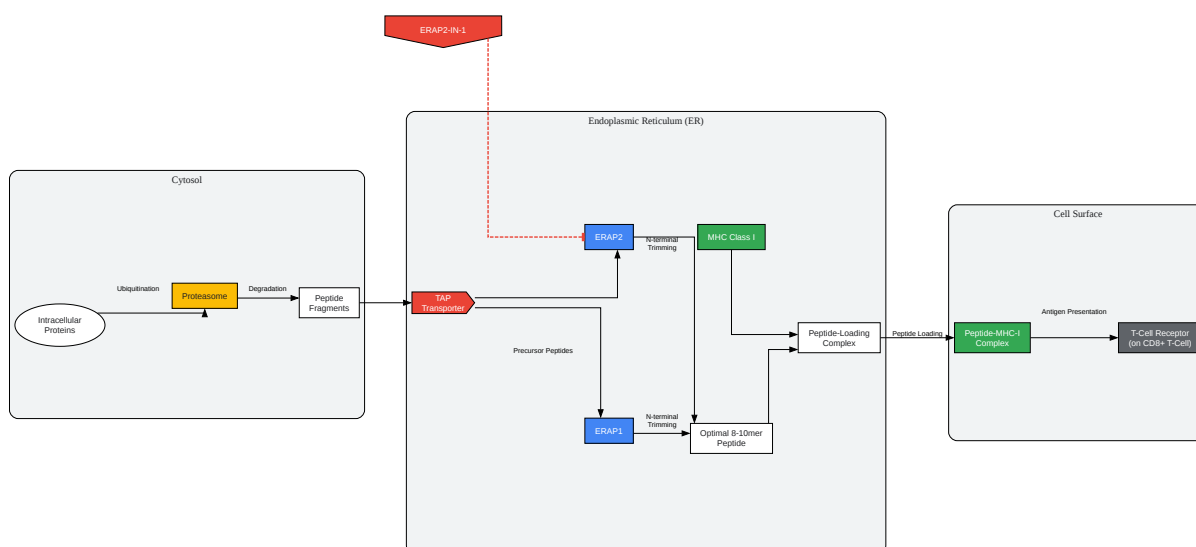 ERAP2-IN-1
Endoplasmic Reticulum (ER)
Cytosol
Ubiquitination
Proteasome
Degradation
Intracellular
Proteins
Peptide
Fragments
TAP
Transporter
Precursor Peptides
ERAP2
N-terminal
Trimming
MHC Class I
ERAP1
N-terminal
Trimming
Optimal 8-10mer
Peptide
Peptide-Loading
Complex
Peptide Loading
Cell Surface
Peptide-MHC-I
Complex
Antigen Presentation
T-Cell Receptor
(on CD8+ T-Cell)